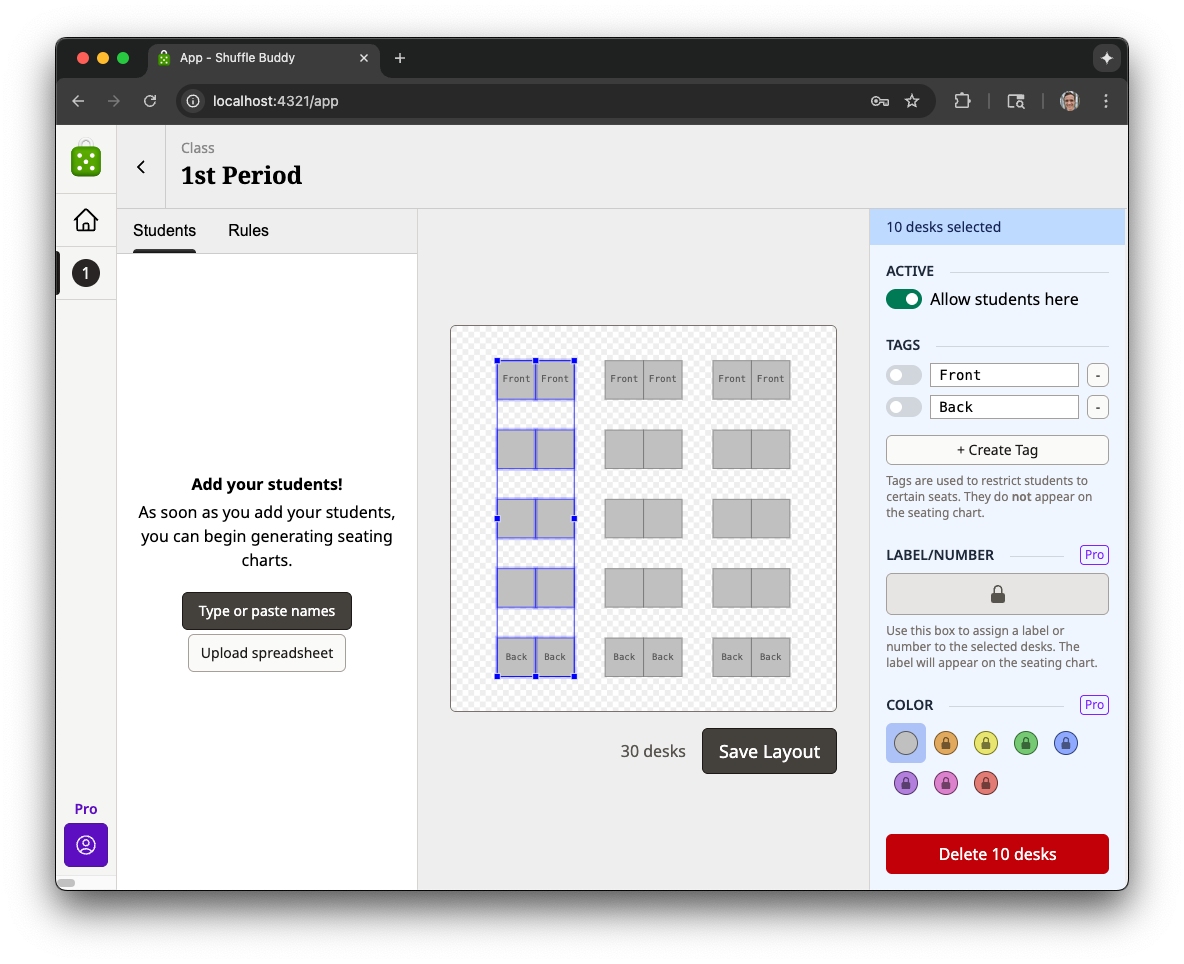 App - Shuffle Buddy
localhost:4321/app
Class
1st Period
1
Students
Rules
Add your students!
As soon as you add your students,
you can begin generating seating
charts.
Type or paste names
Upload spreadsheet
Front Front Front Front Front Front
Back Back Back Back Back Back
30 desks
Save Layout
10 desks selected
ACTIVE
Allow students here
TAGS
Front
-
Back
-
+ Create Tag
Tags are used to restrict students to
certain seats. They do not appear on
the seating chart.
LABEL/NUMBER
Pro
Use this box to assign a label or
number to the selected desks. The
label will appear on the seating chart.
COLOR
Pro
Delete 10 desks
Pro